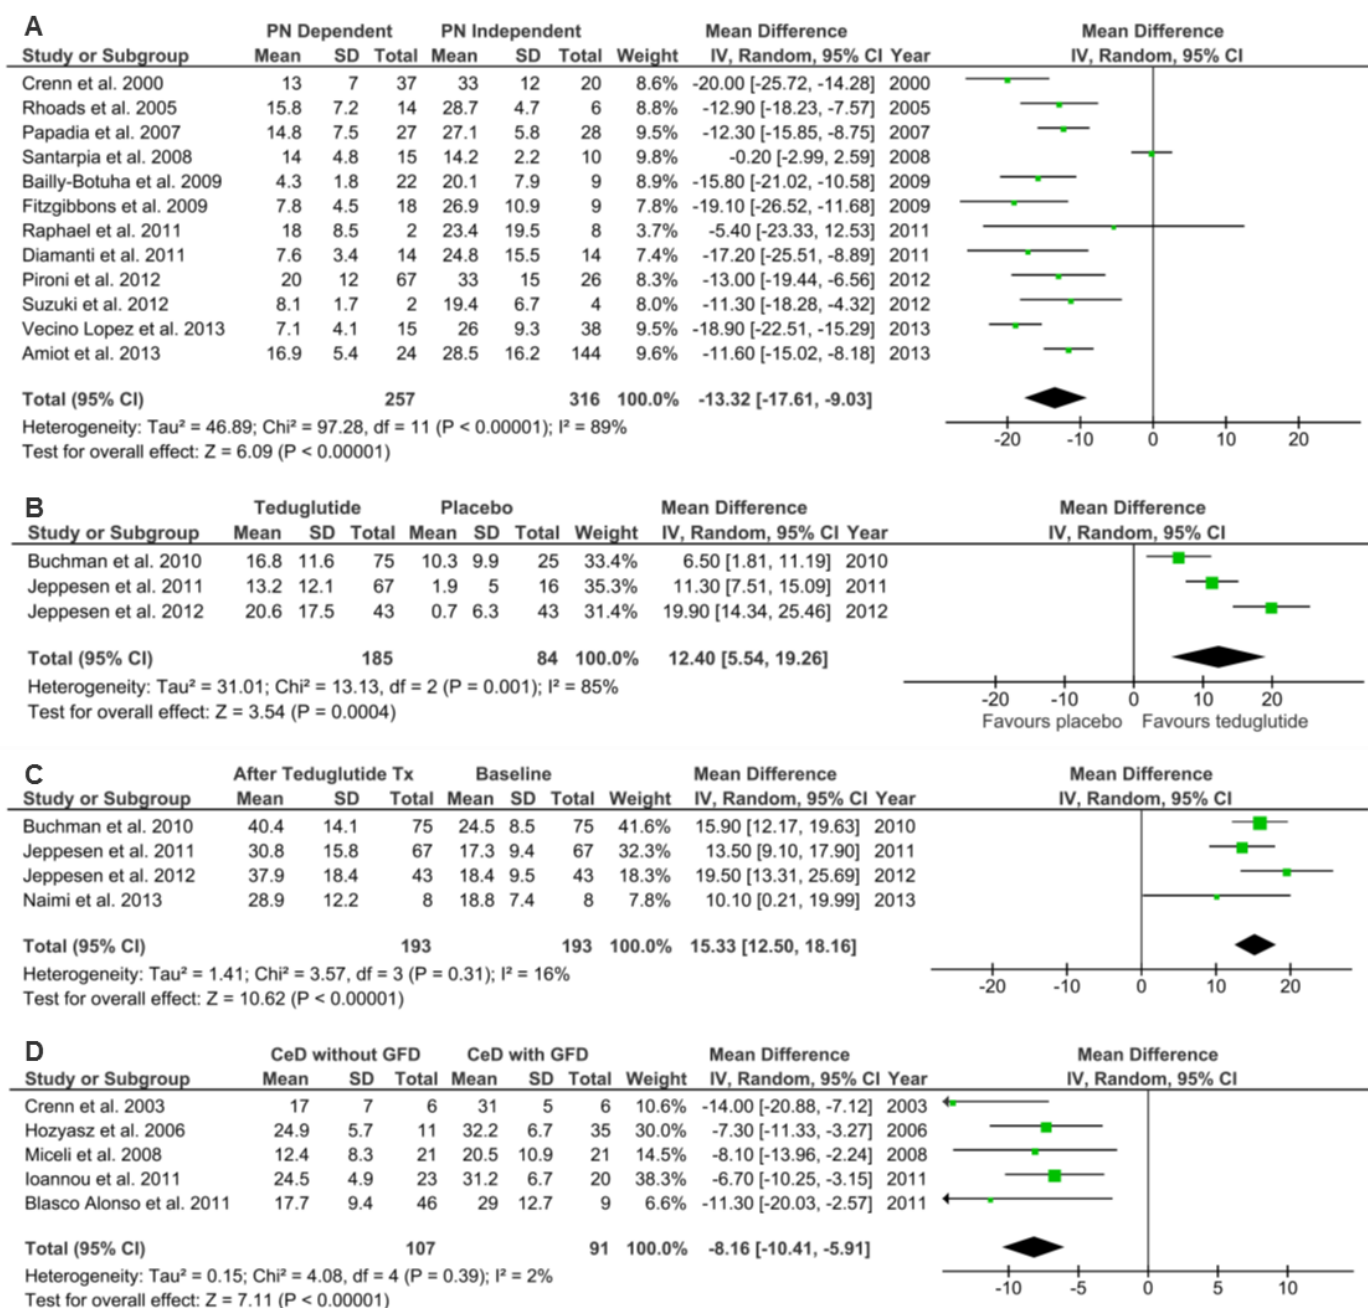 A
PN Dependent PN Independent Mean Difference Mean Difference
Study or Subgroup Mean SD Total Mean SD Total Weight IV, Random, 95% CI Year IV, Random, 95% CI
Crenn et al. 2000 13 7 37 33 12 20 8.6% -20.00 [-25.72, -14.28] 2000
Rhoads et al. 2005 15.8 7.2 14 28.7 4.7 6 8.8% -12.90 [-18.23, -7.57] 2005
Papadia et al. 2007 14.8 7.5 27 27.1 5.8 28 9.5% -12.30 [-15.85, -8.75] 2007
Santarpia et al. 2008 14 4.8 15 14.2 2.2 10 9.8% -0.20 [-2.99, 2.59] 2008
Bailly-Botuha et al. 2009 4.3 1.8 22 20.1 7.9 9 8.9% -15.80 [-21.02, -10.58] 2009
Fitzgibbons et al. 2009 7.8 4.5 18 26.9 10.9 9 7.8% -19.10 [-26.52, -11.68] 2009
Raphael et al. 2011 18 8.5 2 23.4 19.5 8 3.7% -5.40 [-23.33, 12.53] 2011
Diamanti et al. 2011 7.6 3.4 14 24.8 15.5 14 7.4% -17.20 [-25.51, -8.89] 2011
Pironi et al. 2012 20 12 67 33 15 26 8.3% -13.00 [-19.44, -6.56] 2012
Suzuki et al. 2012 8.1 1.7 2 19.4 6.7 4 8.0% -11.30 [-18.28, -4.32] 2012
Vecino Lopez et al. 2013 7.1 4.1 15 26 9.3 38 9.5% -18.90 [-22.51, -15.29] 2013
Amiot et al. 2013 16.9 5.4 24 28.5 16.2 144 9.6% -11.60 [-15.02, -8.18] 2013
Total (95% CI) 257 316 100.0% -13.32 [-17.61, -9.03]
Heterogeneity: Tau² = 46.89; Chi² = 97.28, df = 11 (P < 0.00001); I² = 89%
Test for overall effect: Z = 6.09 (P < 0.00001)
-20 -10 0 10 20
B
Teduglutide Placebo Mean Difference Mean Difference
Study or Subgroup Mean SD Total Mean SD Total Weight IV, Random, 95% CI Year IV, Random, 95% CI
Buchman et al. 2010 16.8 11.6 75 10.3 9.9 25 33.4% 6.50 [1.81, 11.19] 2010
Jeppesen et al. 2011 13.2 12.1 67 1.9 5 16 35.3% 11.30 [7.51, 15.09] 2011
Jeppesen et al. 2012 20.6 17.5 43 0.7 6.3 43 31.4% 19.90 [14.34, 25.46] 2012
Total (95% CI) 185 84 100.0% 12.40 [5.54, 19.26]
Heterogeneity: Tau² = 31.01; Chi² = 13.13, df = 2 (P = 0.001); I² = 85%
Test for overall effect: Z = 3.54 (P = 0.0004)
-20 -10 0 10 20
Favours placebo Favours teduglutide
C
After Teduglutide Tx Baseline Mean Difference Mean Difference
Study or Subgroup Mean SD Total Mean SD Total Weight IV, Random, 95% CI Year IV, Random, 95% CI
Buchman et al. 2010 40.4 14.1 75 24.5 8.5 75 41.6% 15.90 [12.17, 19.63] 2010
Jeppesen et al. 2011 30.8 15.8 67 17.3 9.4 67 32.3% 13.50 [9.10, 17.90] 2011
Jeppesen et al. 2012 37.9 18.4 43 18.4 9.5 43 18.3% 19.50 [13.31, 25.69] 2012
Naimi et al. 2013 28.9 12.2 8 18.8 7.4 8 7.8% 10.10 [0.21, 19.99] 2013
Total (95% CI) 193 193 100.0% 15.33 [12.50, 18.16]
Heterogeneity: Tau² = 1.41; Chi² = 3.57, df = 3 (P = 0.31); I² = 16%
Test for overall effect: Z = 10.62 (P < 0.00001)
-20 -10 0 10 20
D
CeD without GFD CeD with GFD Mean Difference Mean Difference
Study or Subgroup Mean SD Total Mean SD Total Weight IV, Random, 95% CI Year IV, Random, 95% CI
Crenn et al. 2003 17 7 6 31 5 6 10.6% -14.00 [-20.88, -7.12] 2003
Hozyasz et al. 2006 24.9 5.7 11 32.2 6.7 35 30.0% -7.30 [-11.33, -3.27] 2006
Miceli et al. 2008 12.4 8.3 21 20.5 10.9 21 14.5% -8.10 [-13.96, -2.24] 2008
Ioannou et al. 2011 24.5 4.9 23 31.2 6.7 20 38.3% -6.70 [-10.25, -3.15] 2011
Blasco Alonso et al. 2011 17.7 9.4 46 29 12.7 9 6.6% -11.30 [-20.03, -2.57] 2011
Total (95% CI) 107 91 100.0% -8.16 [-10.41, -5.91]
Heterogeneity: Tau² = 0.15; Chi² = 4.08, df = 4 (P = 0.39); I² = 2%
Test for overall effect: Z = 7.11 (P < 0.00001)
-10 -5 0 5 10